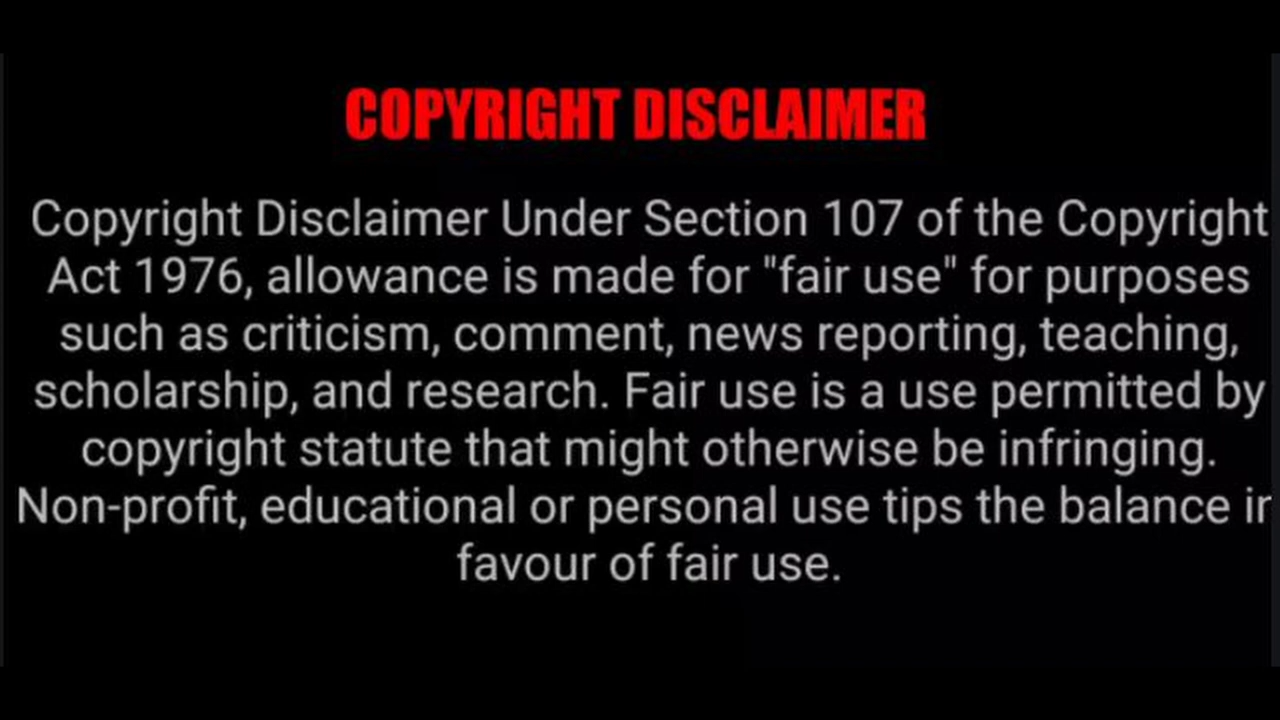 COPYRIGHT DISCLAIMER
Copyright Disclaimer Under Section 107 of the Copyright
Act 1976, allowance is made for "fair use" for purposes
such as criticism, comment, news reporting, teaching,
scholarship, and research. Fair use is a use permitted by
copyright statute that might otherwise be infringing.
Non-profit, educational or personal use tips the balance in
favour of fair use.